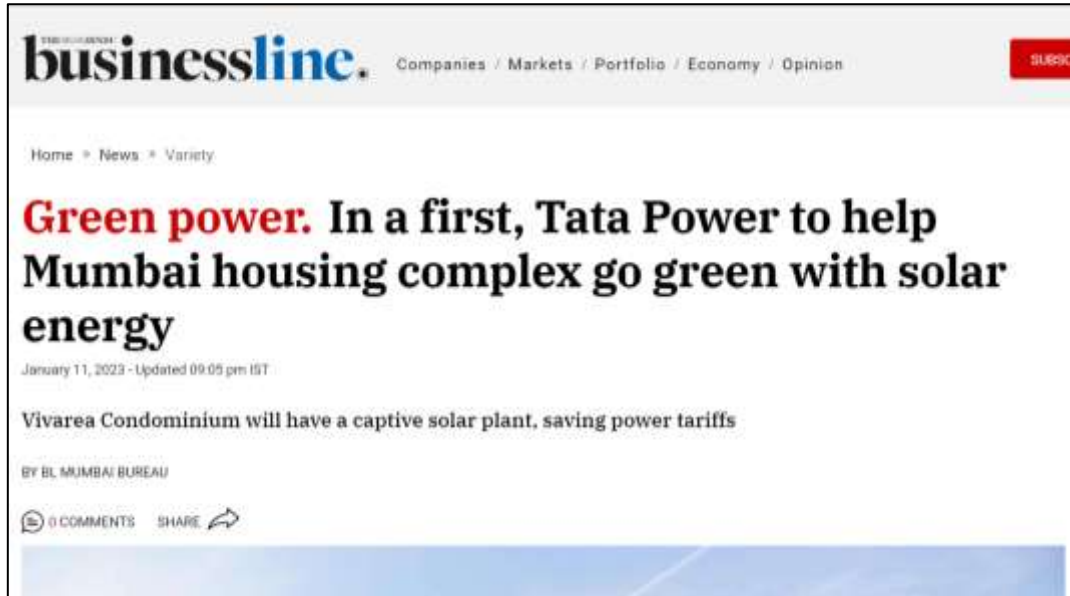 businessline.
Companies / Markets / Portfolio / Economy / Opinion
Home » News » Variety
Green power. In a first, Tata Power to help
Mumbai housing complex go green with solar
energy
January 11, 2023 - Updated 09:05 pm IST
Vivarea Condominium will have a captive solar plant, saving power tariffs
BY BL MUMBAI BUREAU
0 COMMENTS SHARE